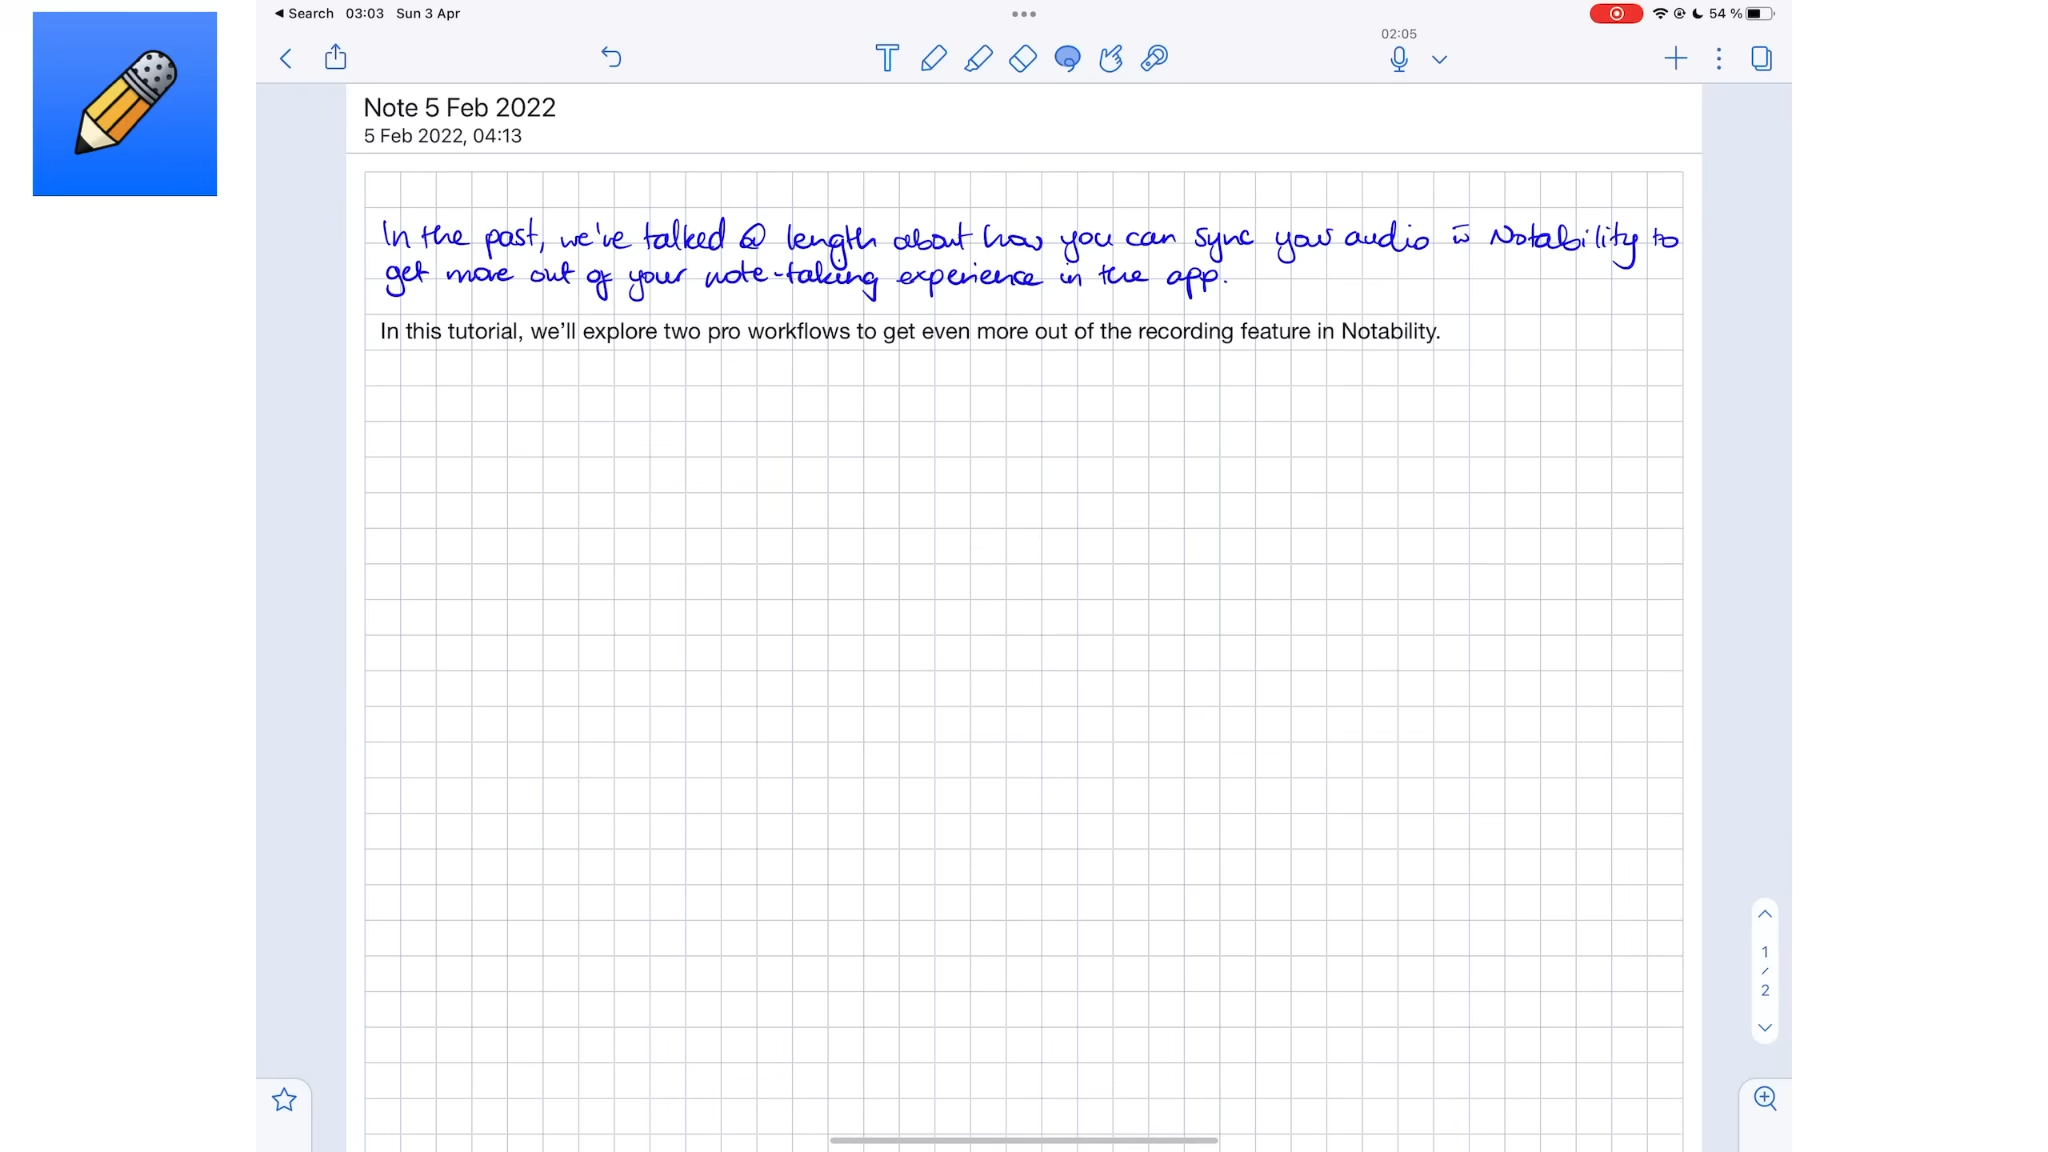 ◀ Search 03:03 Sun 3 Apr
54 %
02:05
Note 5 Feb 2022
5 Feb 2022, 04:13
In the past, we've talked @ length about how you can sync your audio in Notability to
get more out of your note-taking experience in the app.
In this tutorial, we'll explore two pro workflows to get even more out of the recording feature in Notability.
1
/
2